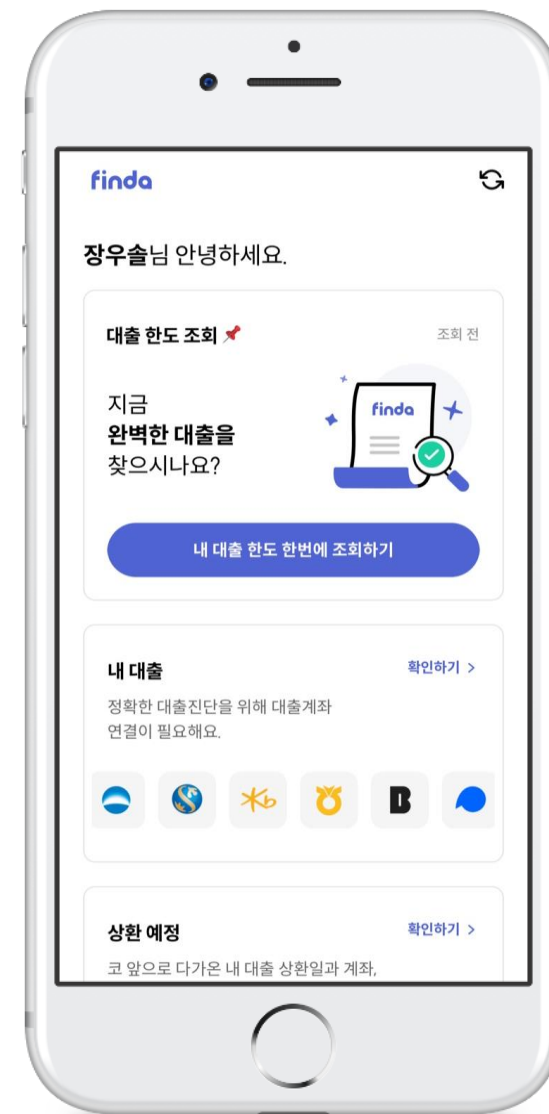 finda
장우솔님 안녕하세요.
대출 한도 조회
조회 전
지금
완벽한 대출을
찾으시나요?
finda
내 대출 한도 한번에 조회하기
내 대출
확인하기 >
정확한 대출진단을 위해 대출계좌
연결이 필요해요.
상환 예정
확인하기 >
코 앞으로 다가온 내 대출 상환일과 계좌,